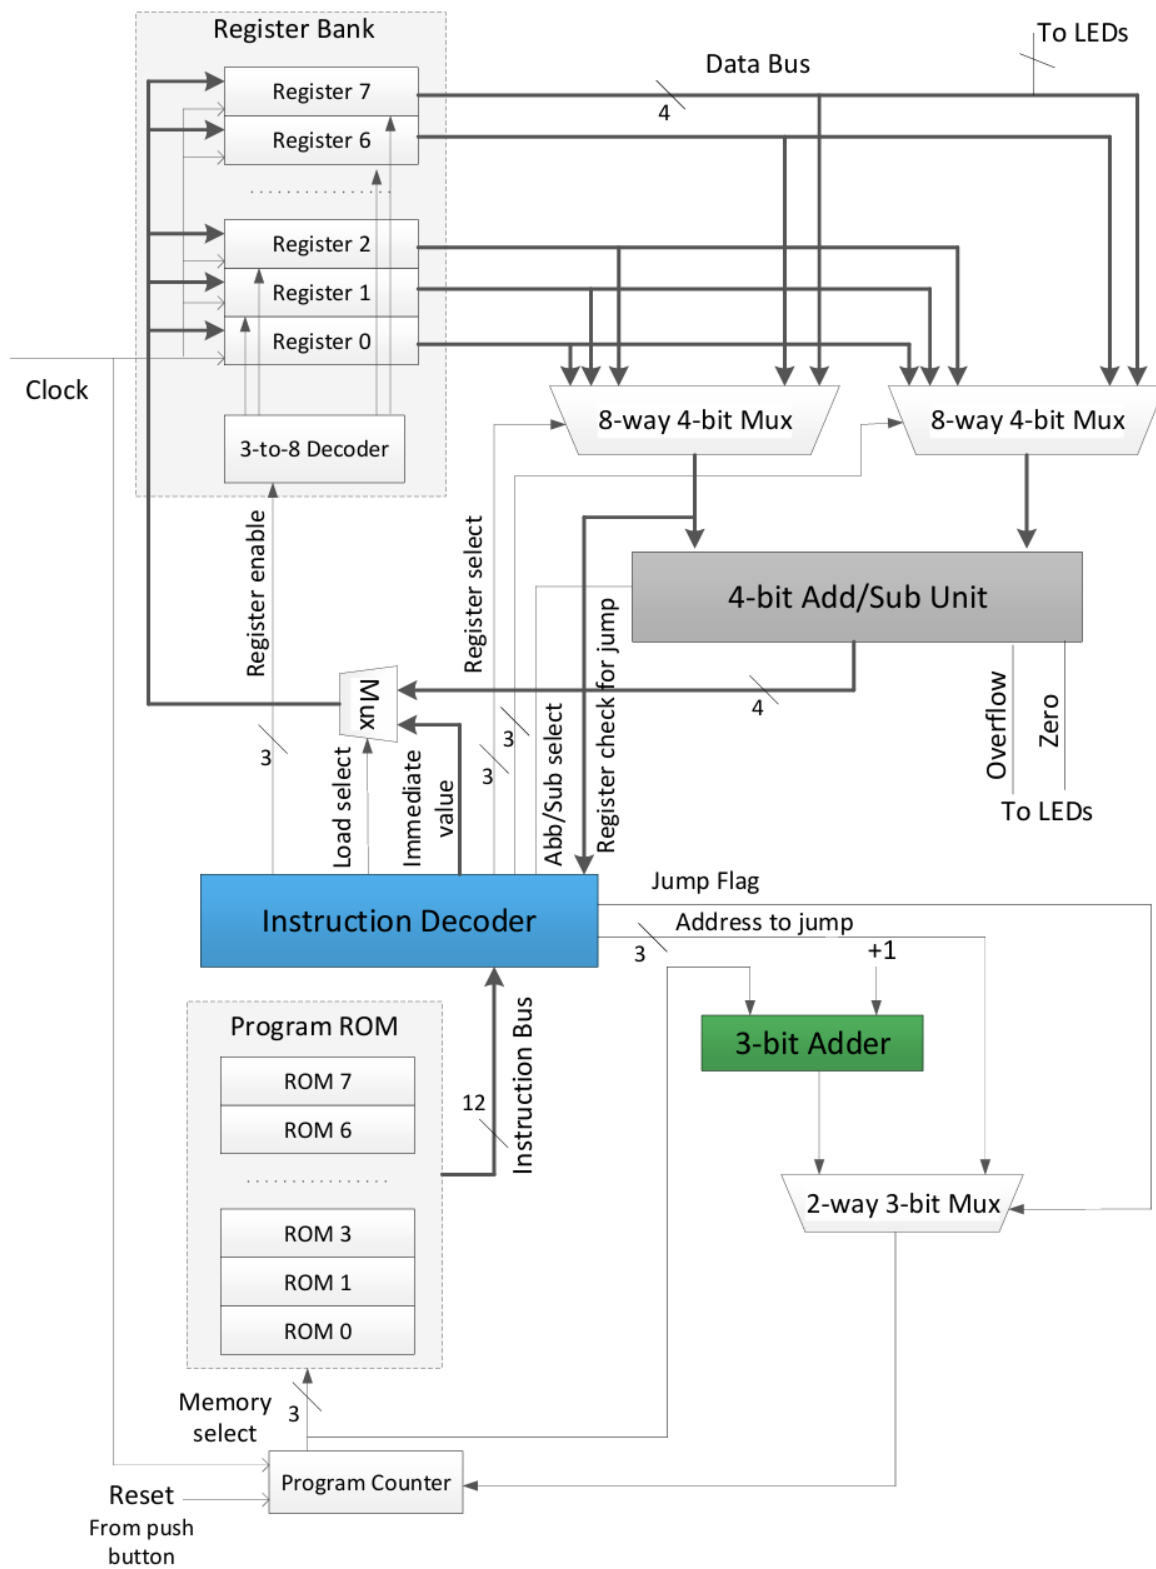 Register Bank
To LEDs
Data Bus
Register 7
4
Register 6
Register 2
Register 1
Register 0
Clock
8-way 4-bit Mux
8-way 4-bit Mux
3-to-8 Decoder
Register enable
Register select
4-bit Add/Sub Unit
Register check for jump
Mux
4
3
3
3
Overflow
Zero
Load select
Immediate
value
Abb/Sub select
To LEDs
Instruction Decoder
Jump Flag
Address to jump
3
+1
Program ROM
Instruction Bus
3-bit Adder
ROM 7
12
ROM 6
2-way 3-bit Mux
ROM 3
ROM 1
ROM 0
Memory
select
3
Program Counter
Reset
From push
button